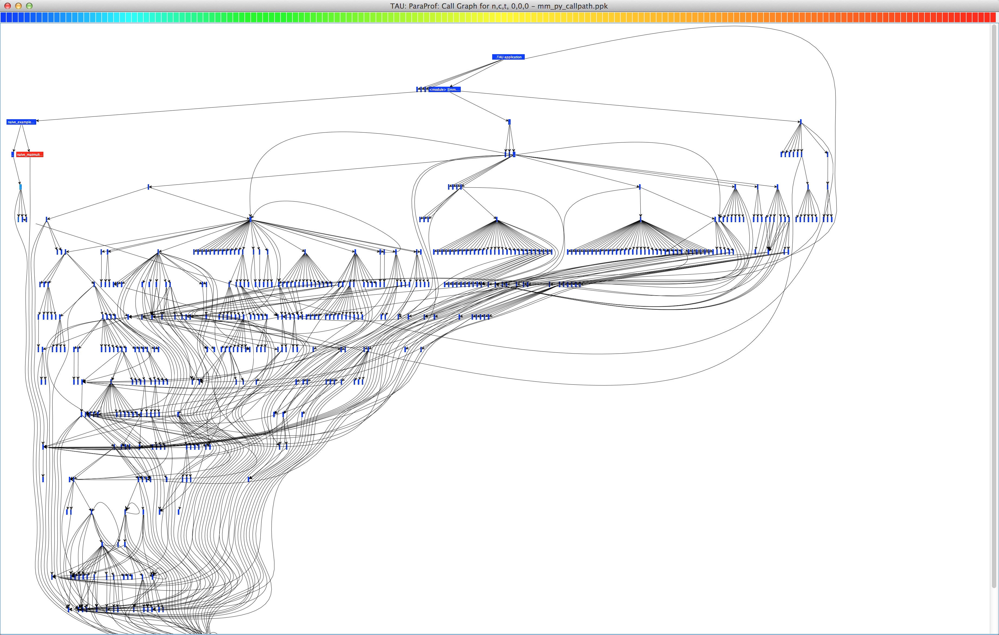 TAU: ParaProf: Call Graph for n,c,t, 0,0,0 – mm_py_callpath.ppk
.TAU application
<module> [{mm....
naive_example...
naive_matmult...